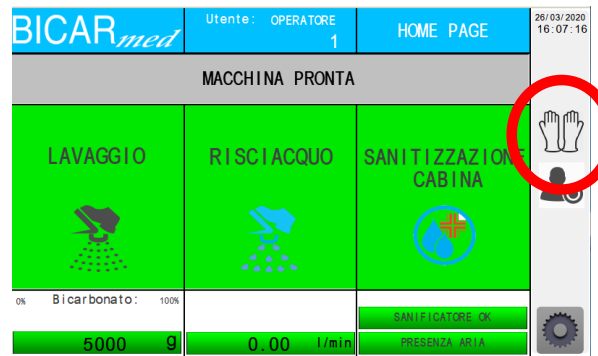 BICARmed
Utente: OPERATORE
1
HOME PAGE
26/03/2020
16:07:16
MACCHINA PRONTA
LAVAGGIO
RISCIACQUO
SANITIZZAZIONE
CABINA
0% Bicarbonato: 100%
5000 g
0.00 l/min
SANIFICATORE OK
PRESENZA ARIA